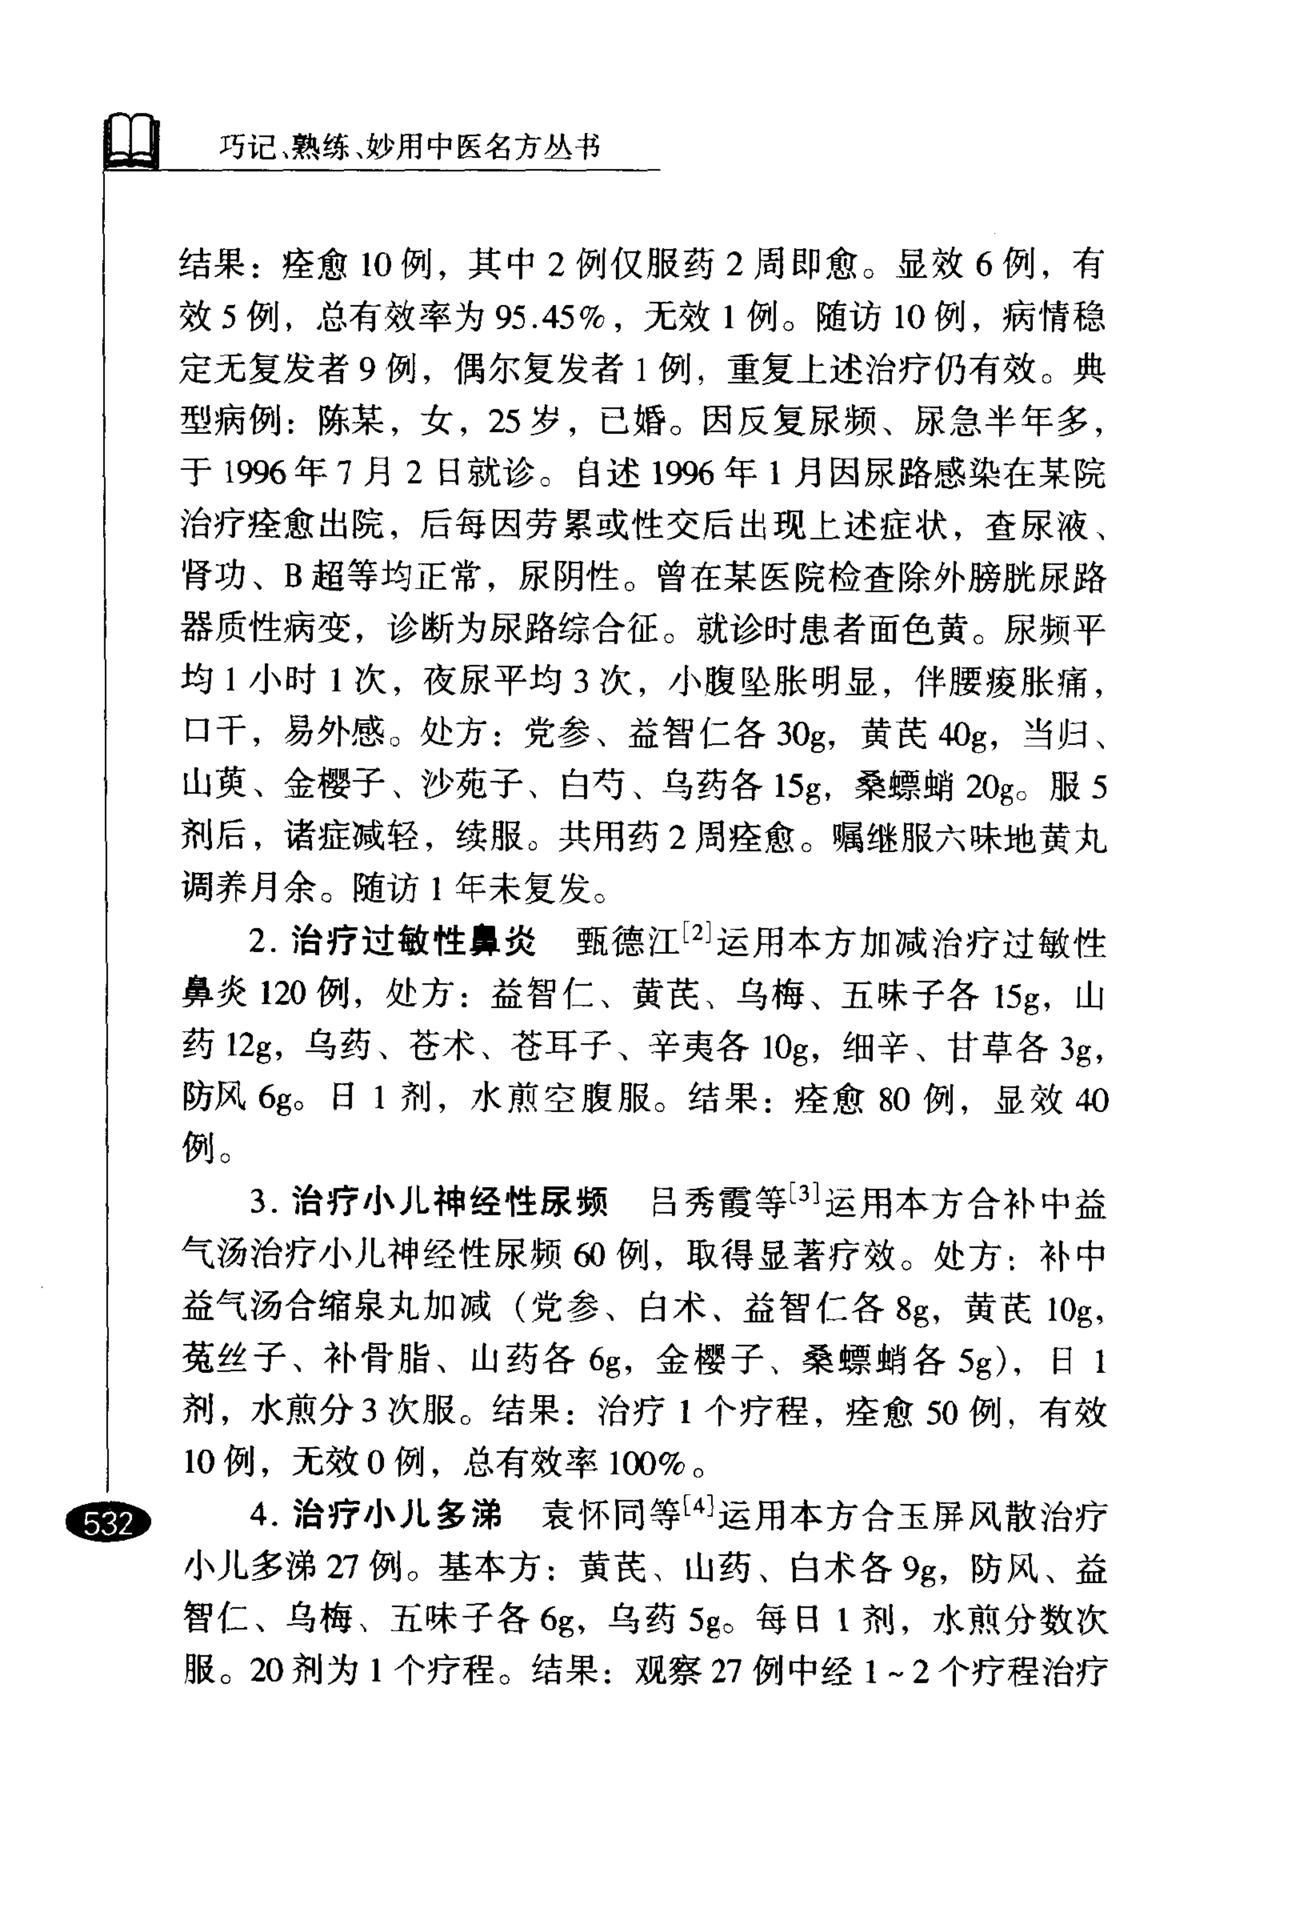 巧记、熟练、妙用中医名方丛书
结果：痊愈 10 例，其中 2 例仅服药 2 周即愈。显效 6 例，有
效 5 例，总有效率为 95.45%，无效 1 例。随访 10 例，病情稳
定无复发者 9 例，偶尔复发者 1 例，重复上述治疗仍有效。典
型病例：陈某，女，25 岁，已婚。因反复尿频、尿急半年多，
于 1996 年 7 月 2 日就诊。自述 1996 年 1 月因尿路感染在某院
治疗痊愈出院，后每因劳累或性交后出现上述症状，查尿液、
肾功、B 超等均正常，尿阴性。曾在某医院检查除外膀胱尿路
器质性病变，诊断为尿路综合征。就诊时患者面色黄。尿频平
均 1 小时 1 次，夜尿平均 3 次，小腹坠胀明显，伴腰痠胀痛，
口干，易外感。处方：党参、益智仁各 30g，黄芪 40g，当归、
山萸、金樱子、沙苑子、白芍、乌药各 15g，桑螵蛸 20g。服 5
剂后，诸症减轻，续服。共用药 2 周痊愈。嘱继服六味地黄丸
调养月余。随访 1 年未复发。
2. 治疗过敏性鼻炎 甄德江[2]运用本方加减治疗过敏性
鼻炎 120 例，处方：益智仁、黄芪、乌梅、五味子各 15g，山
药 12g，乌药、苍术、苍耳子、辛夷各 10g，细辛、甘草各 3g，
防风 6g。日 1 剂，水煎空腹服。结果：痊愈 80 例，显效 40
例。
3. 治疗小儿神经性尿频 吕秀霞等[3]运用本方合补中益
气汤治疗小儿神经性尿频 60 例，取得显著疗效。处方：补中
益气汤合缩泉丸加减（党参、白术、益智仁各 8g，黄芪 10g，
菟丝子、补骨脂、山药各 6g，金樱子、桑螵蛸各 5g），日 1
剂，水煎分 3 次服。结果：治疗 1 个疗程，痊愈 50 例，有效
10 例，无效 0 例，总有效率 100%。
4. 治疗小儿多涕 袁怀同等[4]运用本方合玉屏风散治疗
小儿多涕 27 例。基本方：黄芪、山药、白术各 9g，防风、益
智仁、乌梅、五味子各 6g，乌药 5g。每日 1 剂，水煎分数次
服。20 剂为 1 个疗程。结果：观察 27 例中经 1～2 个疗程治疗
532